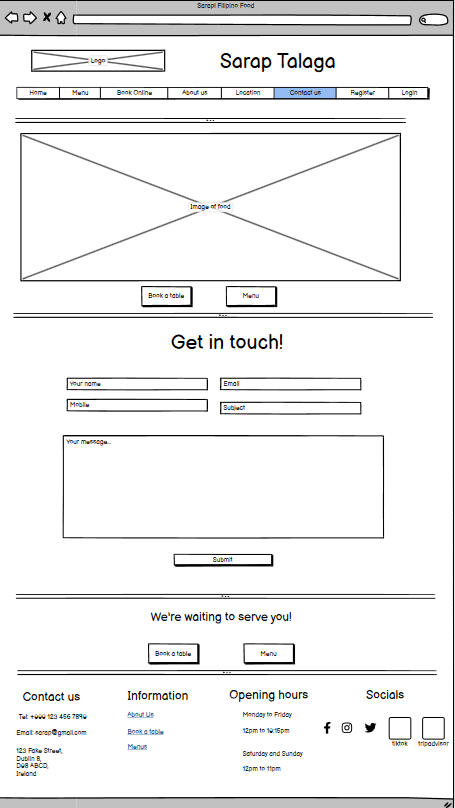 Sarapi Filipino Food
Logo
Sarap Talaga
Home Menu Book Online About us Location Contact us Register Login
Image of food
Book a table Menu
Get in touch!
Your name Email
Mobile Subject
Your message...
Submit
We're waiting to serve you!
Book a table Menu
Contact us Information Opening hours Socials
Tel: +999 123 456 7890
Email: sarap@gmail.com
123 Fake Street,
Dublin 8,
D08 ABCD,
Ireland
About Us
Book a table
Menus
Monday to Friday
12pm to 10:15pm
Saturday and Sunday
12pm to 11pm
tiktok tripadvisor